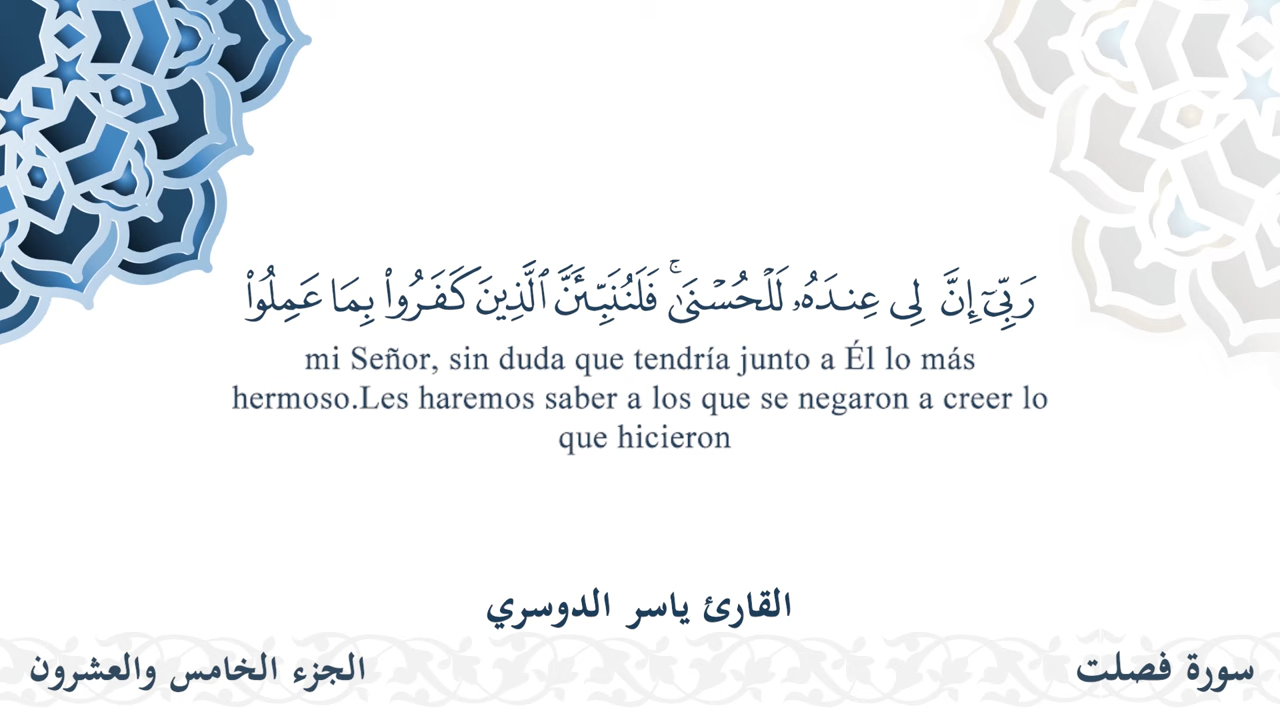 رَبِّىٓ إِنَّ لِى عِندَهُۥ لَلْحُسْنَىٰ ۚ فَلَنُنَبِّئَنَّ ٱلَّذِينَ كَفَرُوا۟ بِمَا عَمِلُوا۟
mi Señor, sin duda que tendría junto a Él lo más
hermoso.Les haremos saber a los que se negaron a creer lo
que hicieron
القارئ ياسر الدوسري
سورة فصلت
الجزء الخامس والعشرون